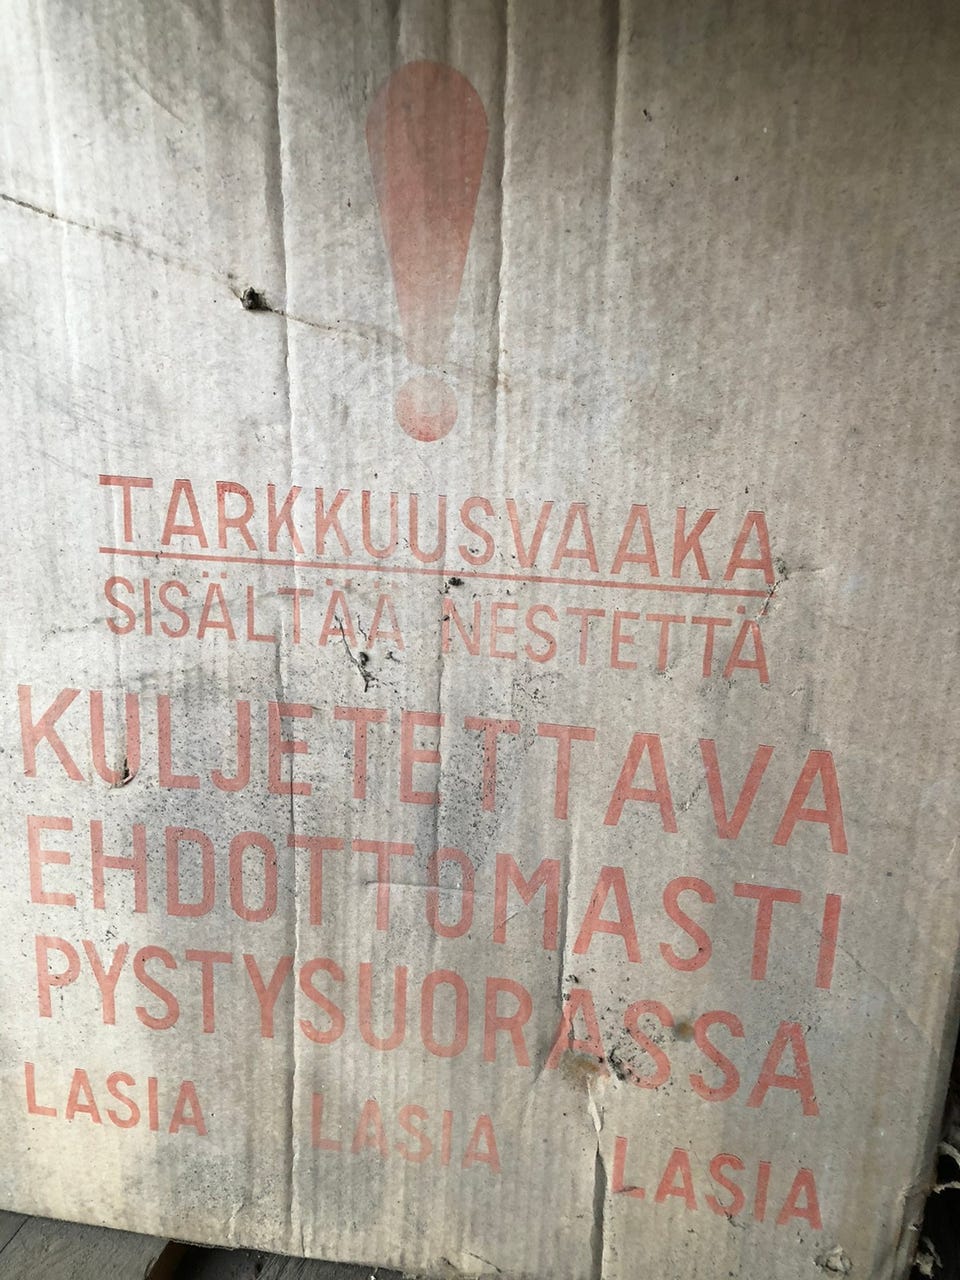 !
TARKKUUSVAAKA
SISÄLTÄÄ NESTETTÄ
KULJETETTAVA
EHDOTTOMASTI
PYSTYSUORASSA
LASIA LASIA LASIA